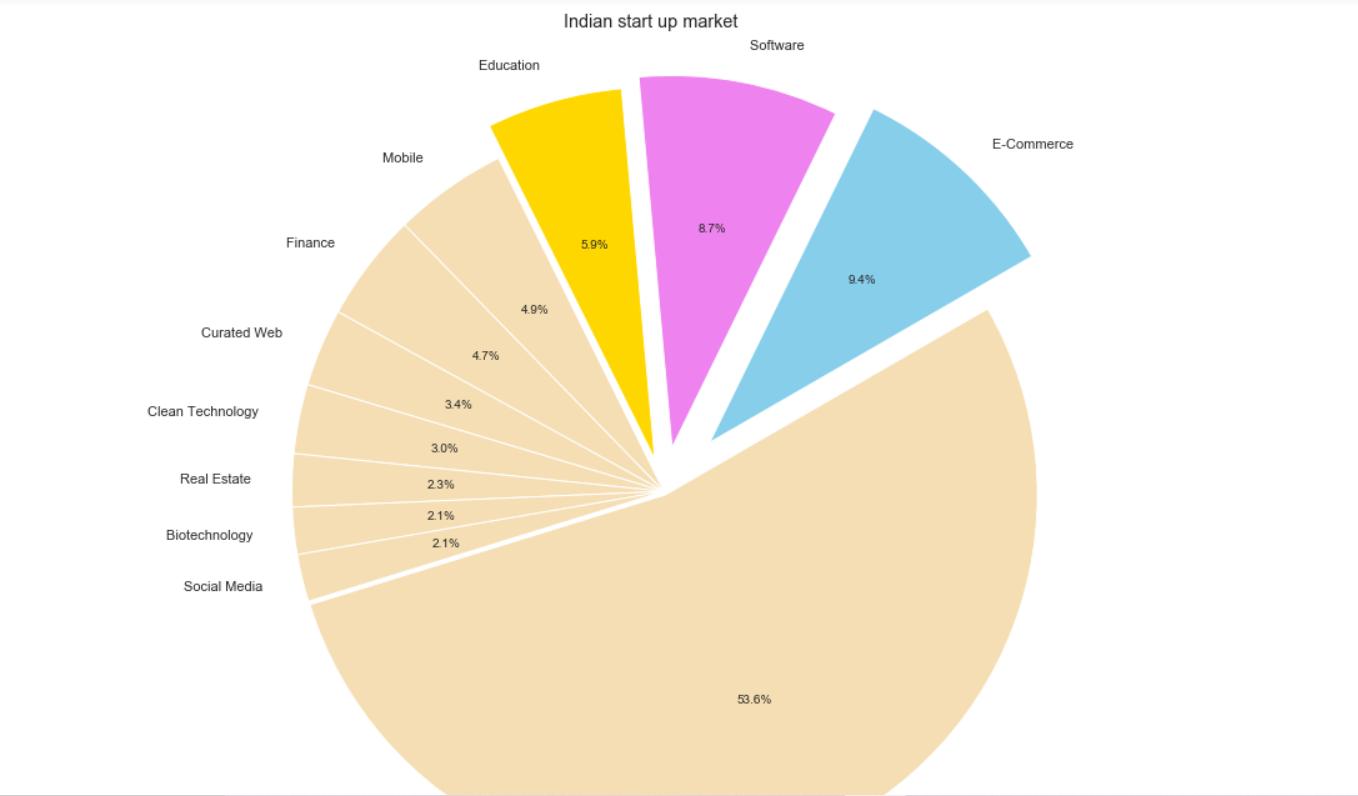 Indian start up market
Software
Education
E-Commerce
Mobile
8.7%
Finance
5.9%
9.4%
4.9%
Curated Web
4.7%
Clean Technology
3.4%
3.0%
Real Estate
2.3%
2.1%
Biotechnology
2.1%
Social Media
53.6%